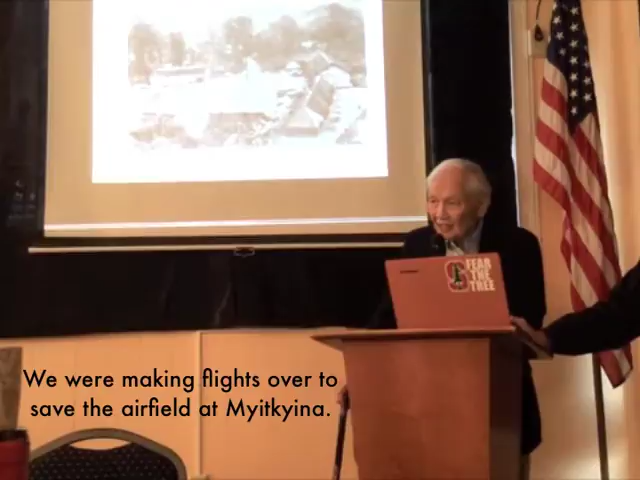 FEAR
THE
TREE
We were making flights over to
save the airfield at Myitkyina.